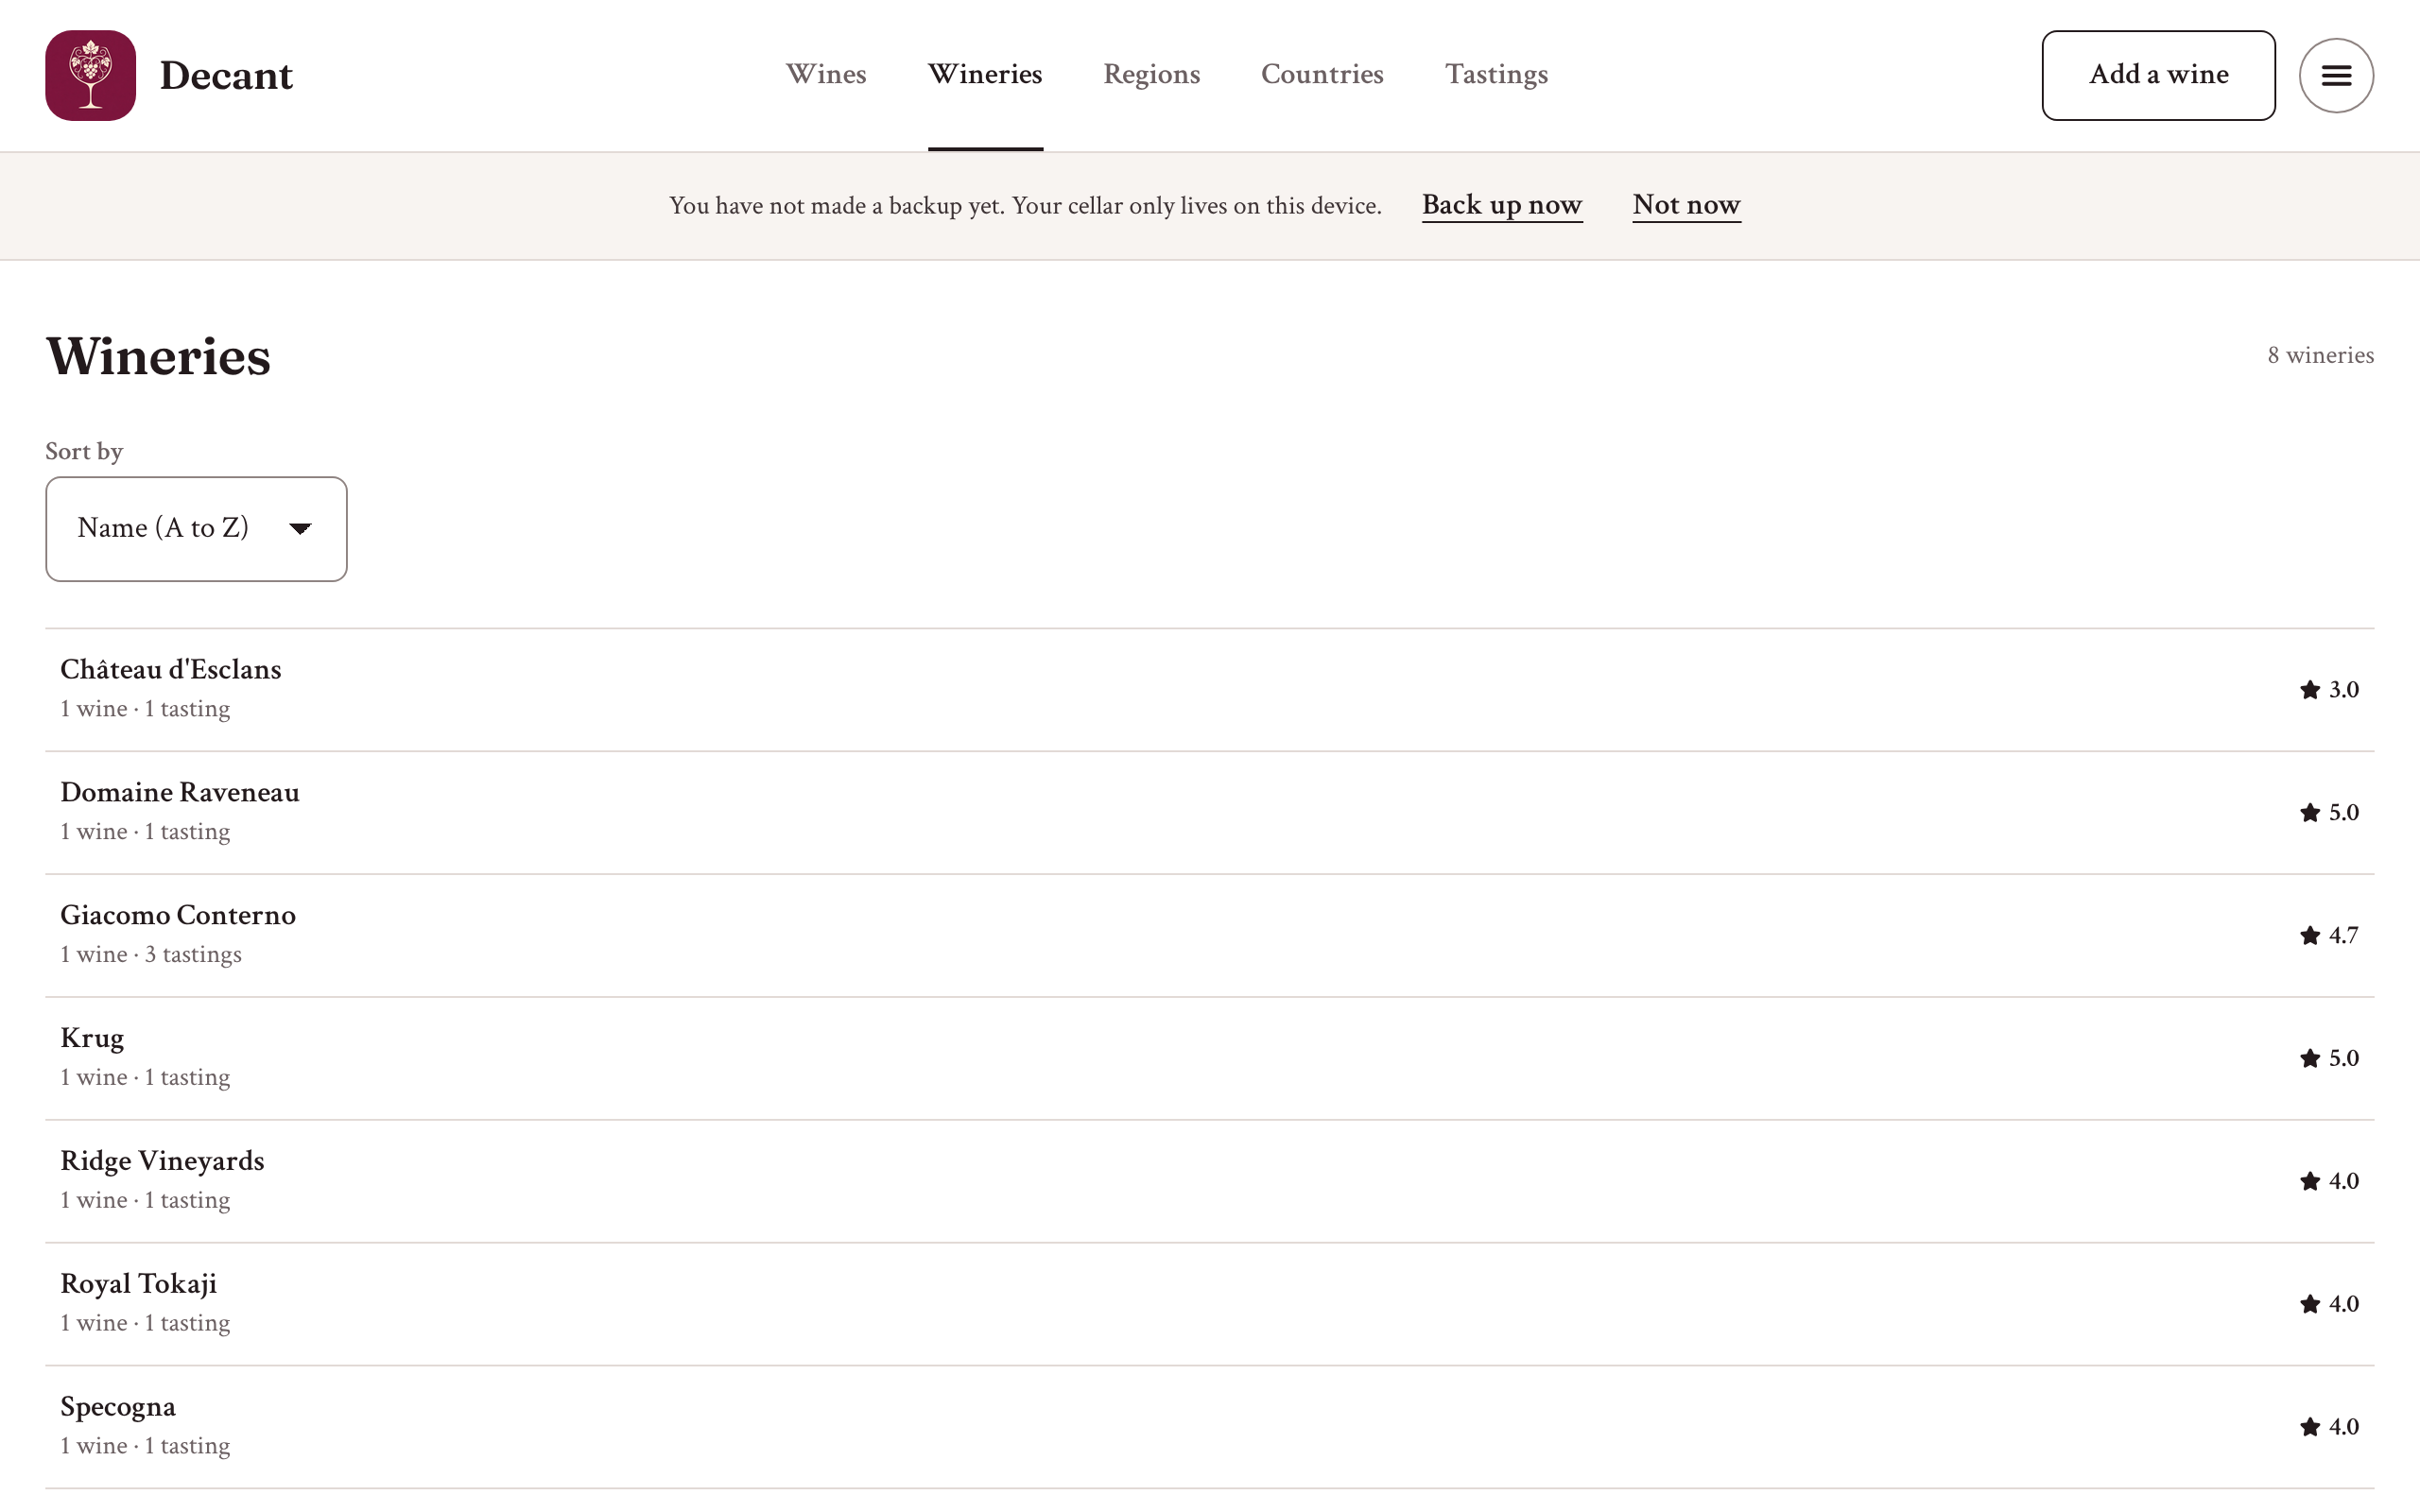 Decant
Wines Wineries Regions Countries Tastings
Add a wine
You have not made a backup yet. Your cellar only lives on this device. Back up now Not now
Wineries
8 wineries
Sort by
Name (A to Z)
Château d'Esclans
1 wine · 1 tasting
3.0
Domaine Raveneau
1 wine · 1 tasting
5.0
Giacomo Conterno
1 wine · 3 tastings
4.7
Krug
1 wine · 1 tasting
5.0
Ridge Vineyards
1 wine · 1 tasting
4.0
Royal Tokaji
1 wine · 1 tasting
4.0
Specogna
1 wine · 1 tasting
4.0